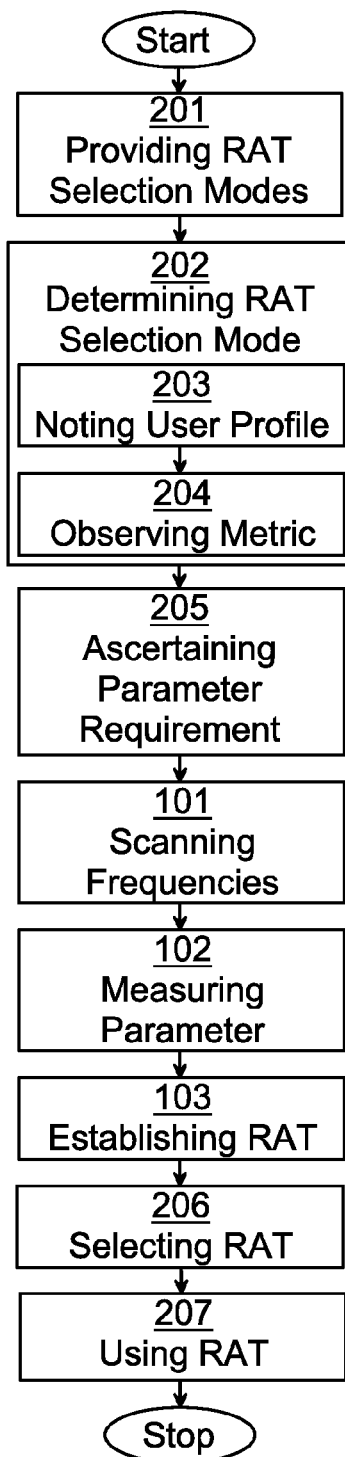 Start
201
Providing RAT
Selection Modes
202
Determining RAT
Selection Mode
203
Noting User Profile
204
Observing Metric
205
Ascertaining
Parameter
Requirement
101
Scanning
Frequencies
102
Measuring
Parameter
103
Establishing RAT
206
Selecting RAT
207
Using RAT
Stop